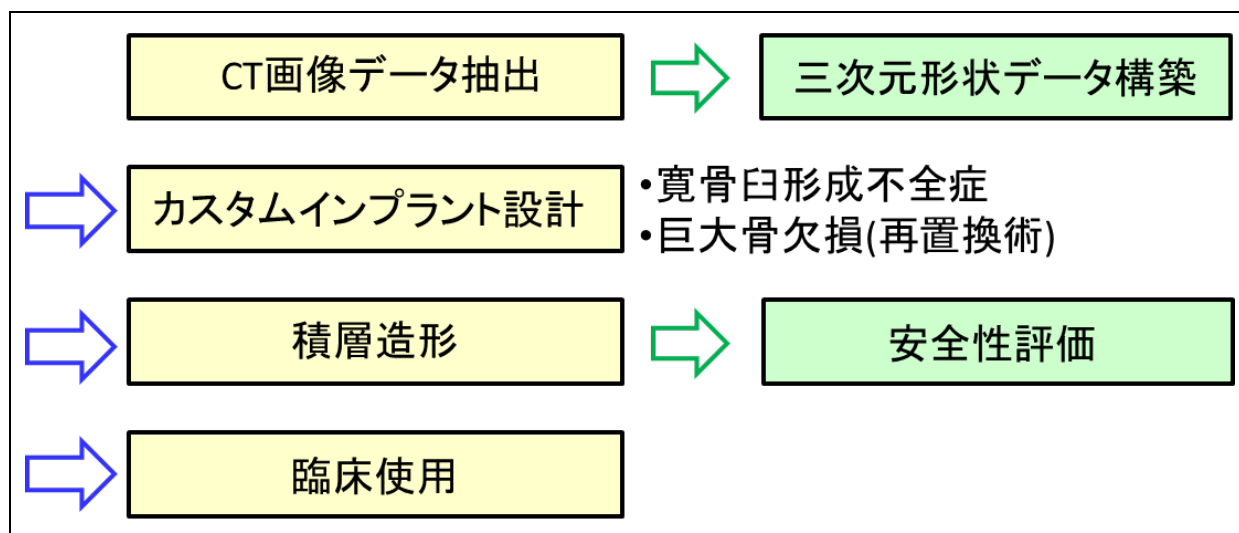 CT画像データ抽出
三次元形状データ構築
カスタムインプラント設計
•寛骨臼形成不全症
•巨大骨欠損(再置換術)
積層造形
安全性評価
臨床使用